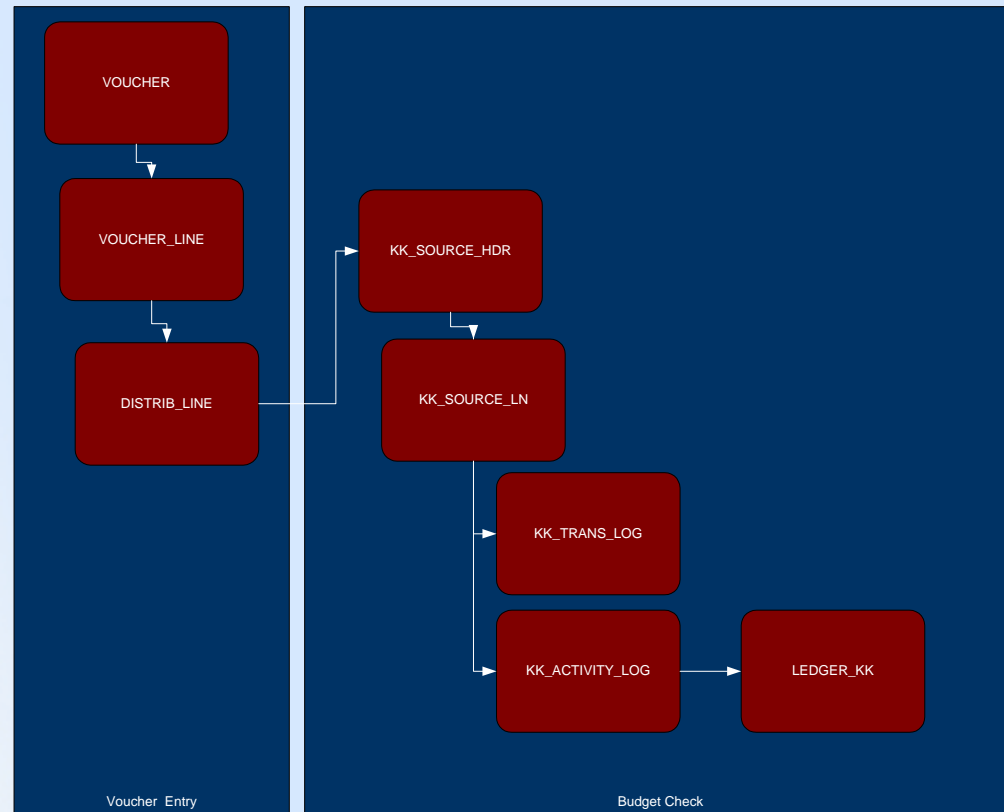 VOUCHER
VOUCHER_LINE
DISTRIB_LINE
KK_SOURCE_HDR
KK_SOURCE_LN
KK_TRANS_LOG
KK_ACTIVITY_LOG
LEDGER_KK
Voucher Entry
Budget Check